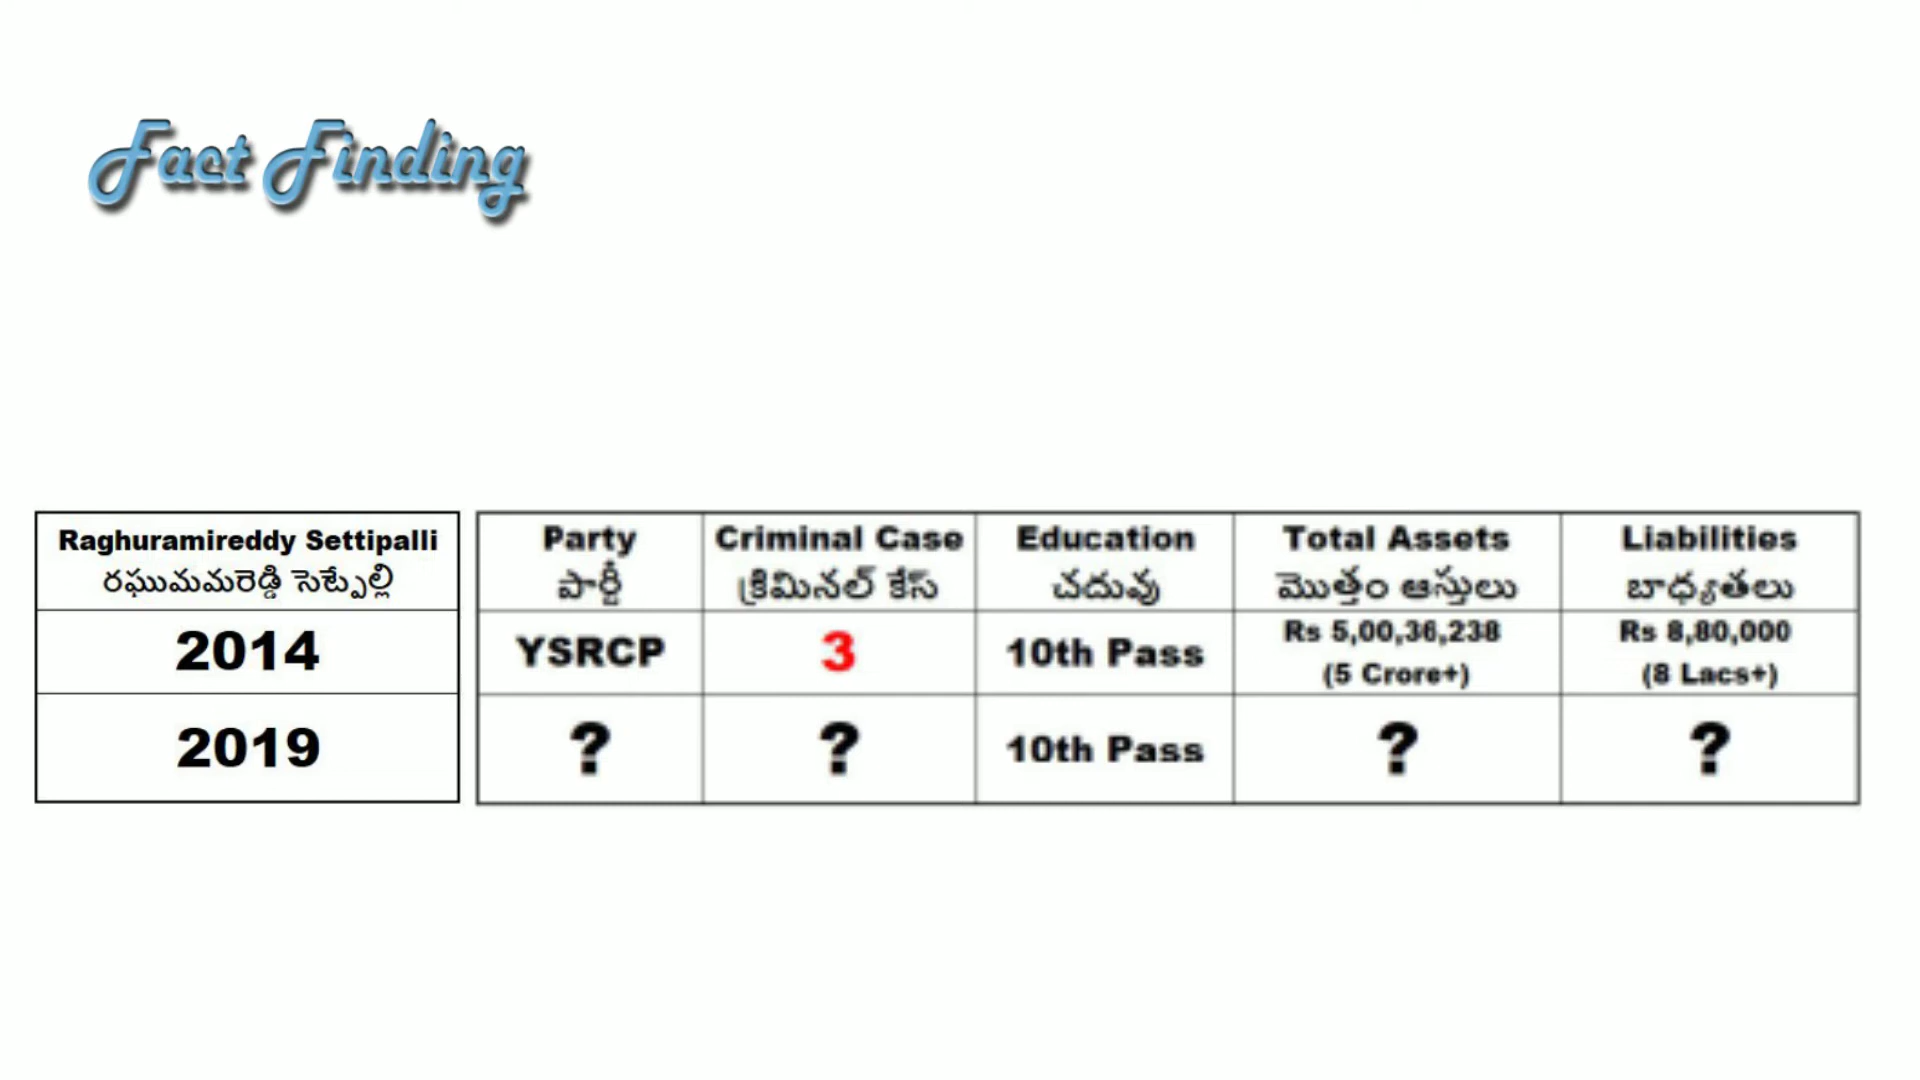 Fact Finding
Raghuramireddy Settipalli
రఘుమమరెడ్డి సెట్పేల్లి
Party
పార్టీ
Criminal Case
క్రిమినల్ కేస్
Education
చదువు
Total Assets
మొత్తం ఆస్తులు
Liabilities
బాధ్యతలు
2014
YSRCP
3
10th Pass
Rs 5,00,36,238
(5 Crore+)
Rs 8,80,000
(8 Lacs+)
2019
?
?
10th Pass
?
?